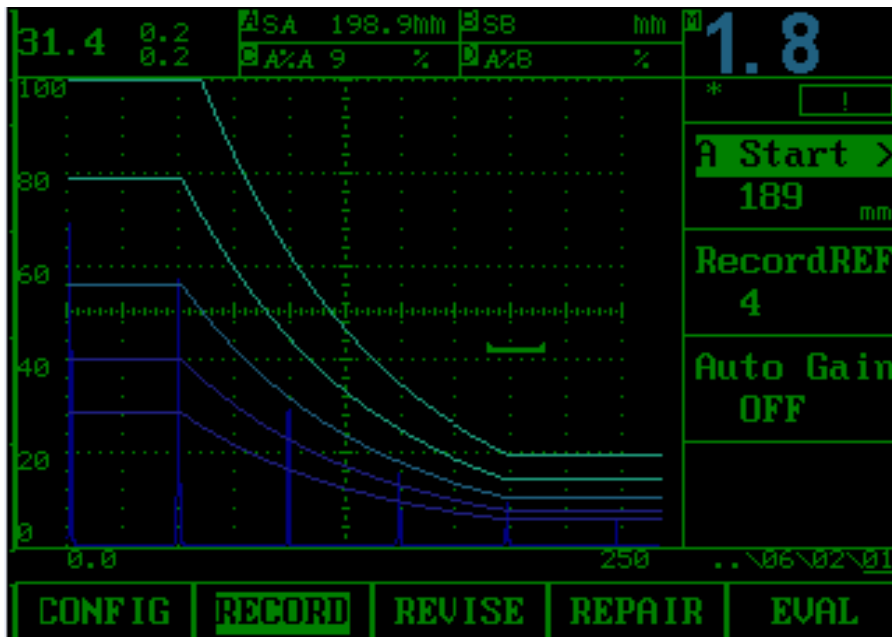 31.4 0.2 A SA 198.9mm B SB mm M 1.8
0.2 C A%A 9 % D A%B %
* !
100
80
60
40
20
0
0.0 250 ..\06\02\01
A Start >
189 mm
RecordREF
4
Auto Gain
OFF
CONFIG RECORD REVISE REPAIR EVAL